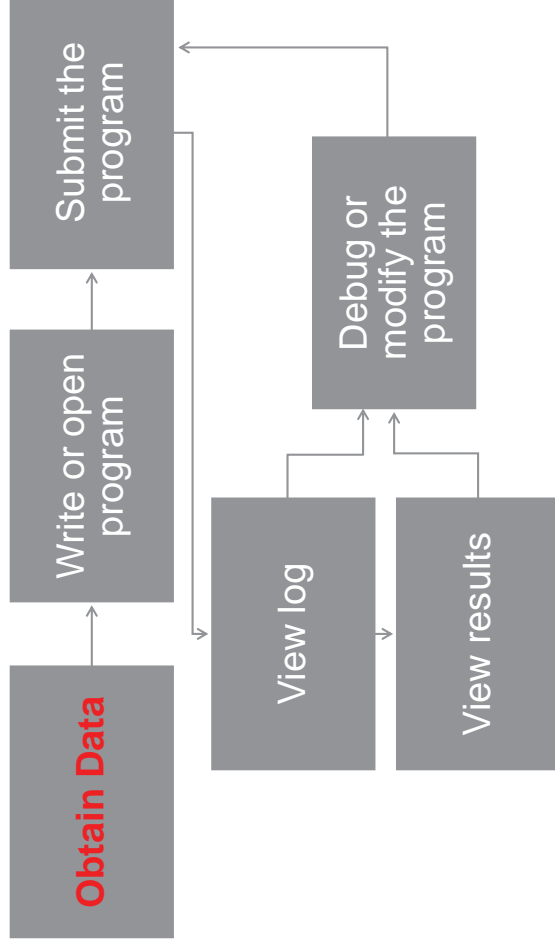 Obtain Data
Write or open
program
Submit the
program
View log
View results
Debug or
modify the
program